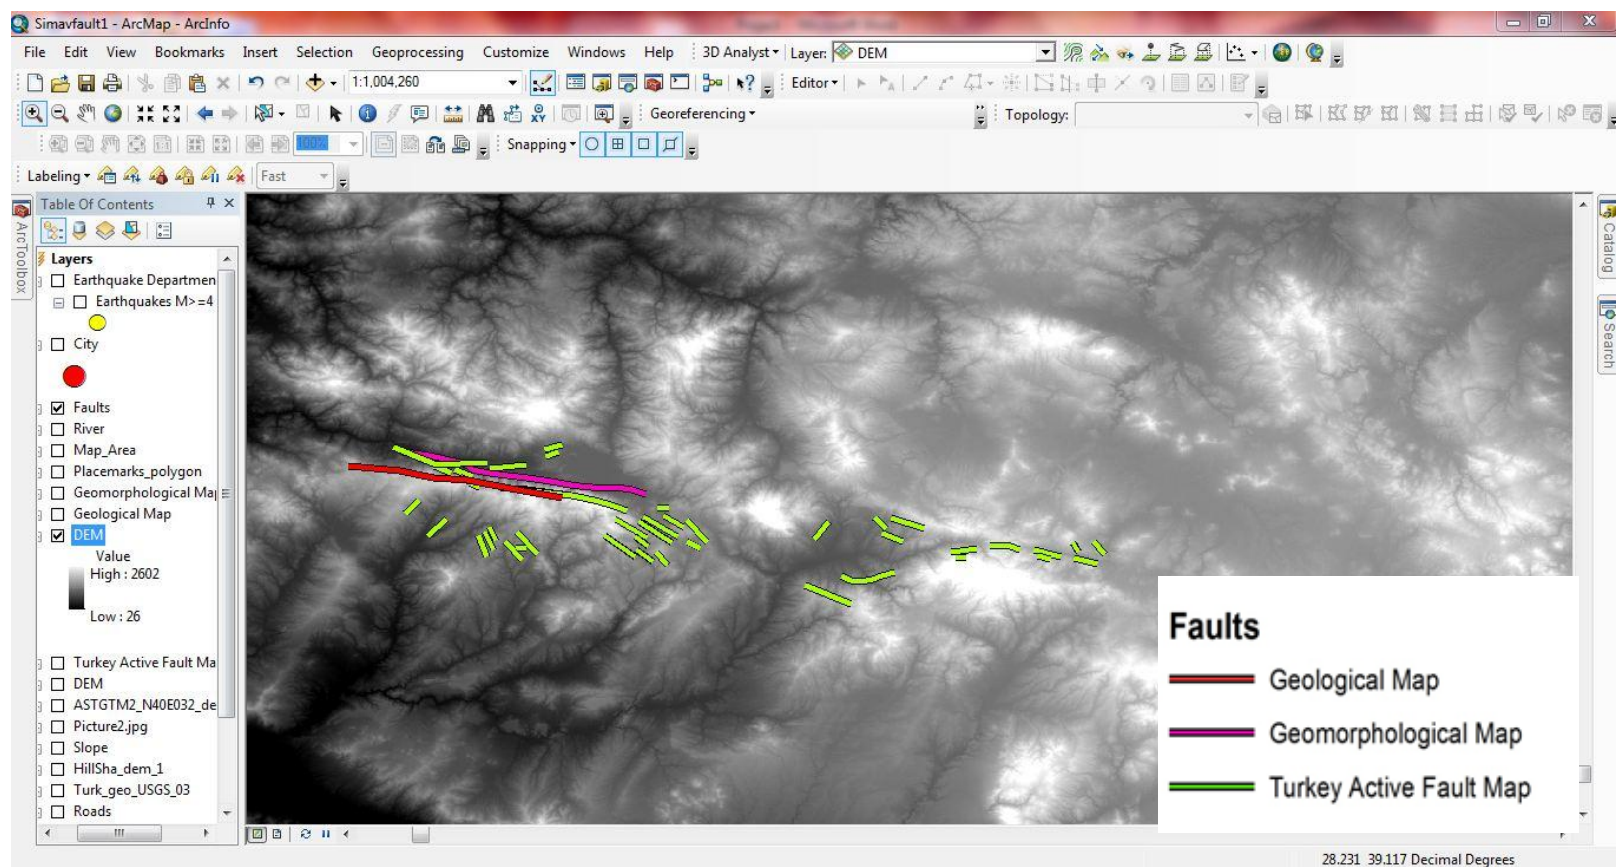 Simavfault1 - ArcMap - ArcInfo
File Edit View Bookmarks Insert Selection Geoprocessing Customize Windows Help 3D Analyst Layer: DEM
1:1,004,260 Editor
Georeferencing Topology:
100% Snapping
Labeling Fast
Table Of Contents
ArcToolbox
Layers
Earthquake Departmen
Earthquakes M>=4
City
Faults
River
Map_Area
Placemarks_polygon
Geomorphological Ma
Geological Map
DEM
Value
High : 2602
Low : 26
Turkey Active Fault Ma
DEM
ASTGTM2_N40E032_de
Picture2.jpg
Slope
HillSha_dem_1
Turk_geo_USGS_03
Roads
Catalog
Search
Faults
Geological Map
Geomorphological Map
Turkey Active Fault Map
28.231 39.117 Decimal Degrees